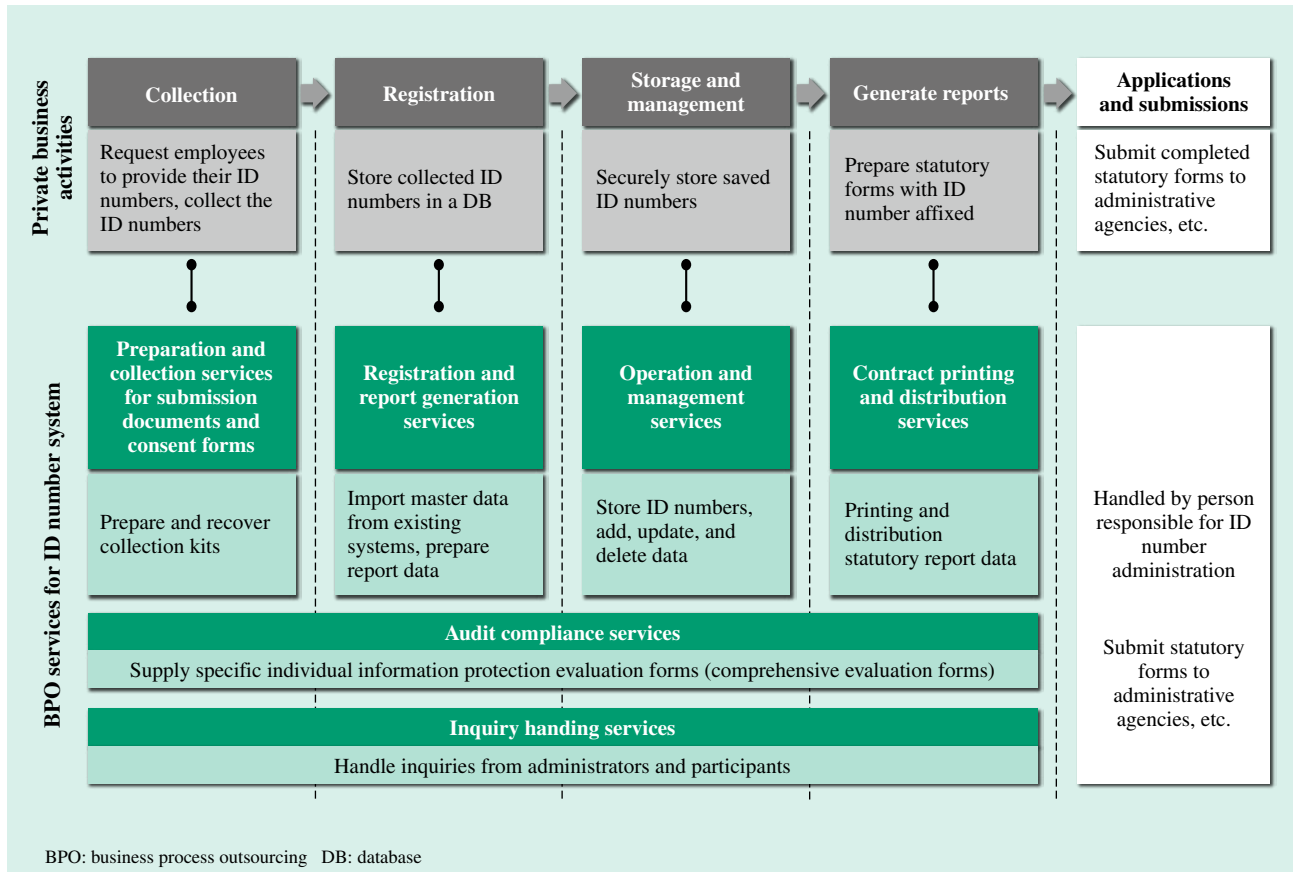 Private business
activities
Collection
Registration
Storage and
management
Generate reports
Applications
and submissions
Request employees
to provide their ID
numbers, collect the
ID numbers
Store collected ID
numbers in a DB
Securely store saved
ID numbers
Prepare statutory
forms with ID
number affixed
Submit completed
statutory forms to
administrative
agencies, etc.
BPO services for ID number system
Preparation and
collection services
for submission
documents and
consent forms
Registration and
report generation
services
Operation and
management
services
Contract printing
and distribution
services
Prepare and recover
collection kits
Import master data
from existing
systems, prepare
report data
Store ID numbers,
add, update, and
delete data
Printing and
distribution
statutory report data
Handled by person
responsible for ID
number
administration
Submit statutory
forms to
administrative
agencies, etc.
Audit compliance services
Supply specific individual information protection evaluation forms (comprehensive evaluation forms)
Inquiry handing services
Handle inquiries from administrators and participants
BPO: business process outsourcing DB: database